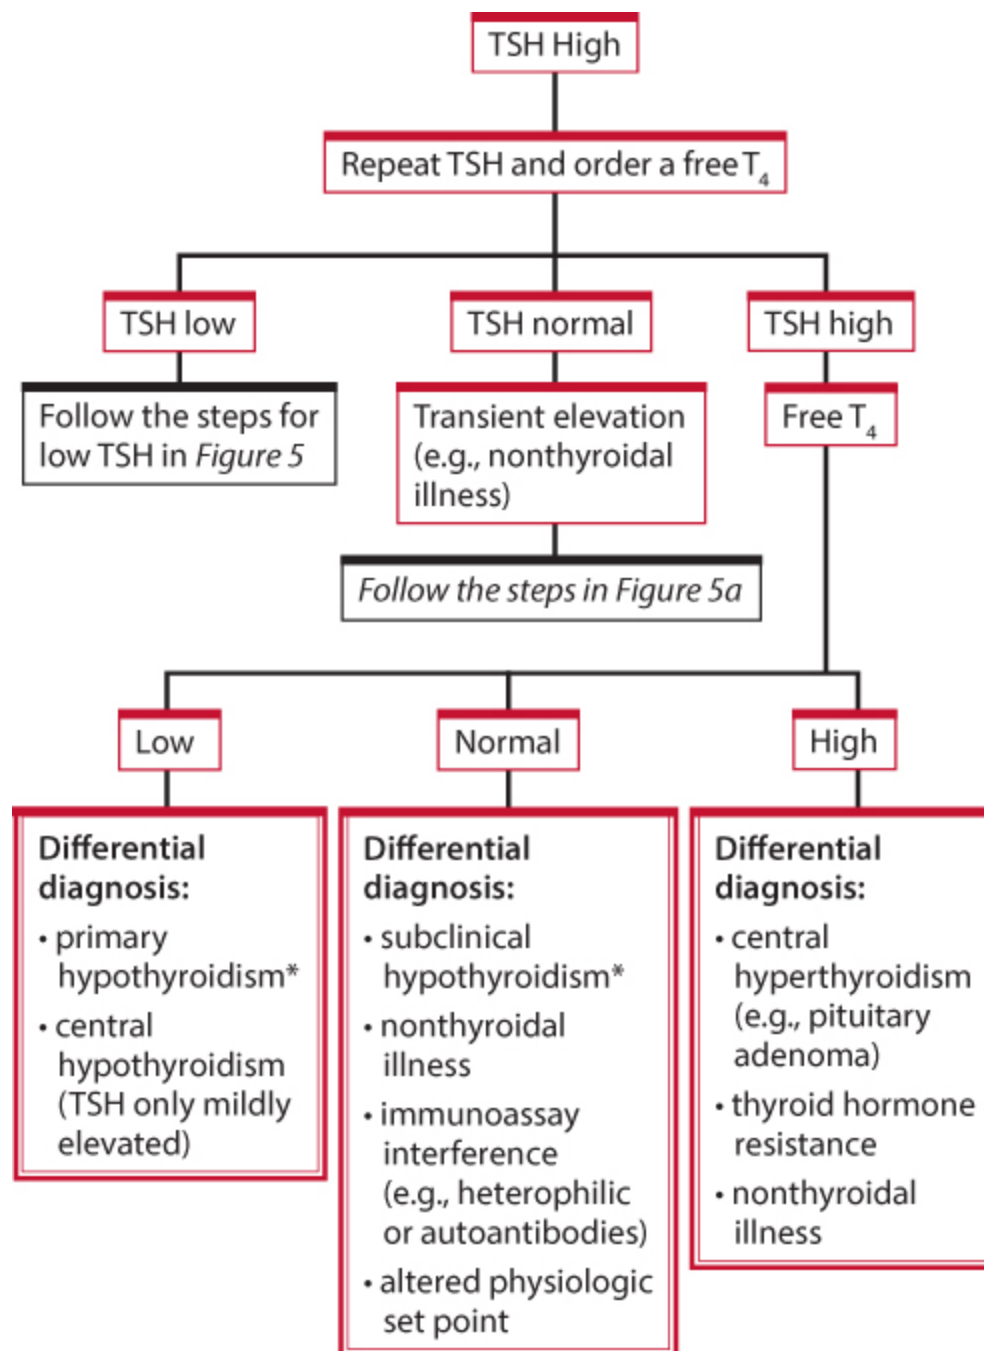 TSH High
Repeat TSH and order a free T₄
TSH low
TSH normal
TSH high
Follow the steps for
low TSH in Figure 5
Transient elevation
(e.g., nonthyroidal
illness)
Free T₄
Follow the steps in Figure 5a
Low
Normal
High
Differential
diagnosis:
• primary
hypothyroidism*
• central
hypothyroidism
(TSH only mildly
elevated)
Differential
diagnosis:
• subclinical
hypothyroidism*
• nonthyroidal
illness
• immunoassay
interference
(e.g., heterophilic
or autoantibodies)
• altered physiologic
set point
Differential
diagnosis:
• central
hyperthyroidism
(e.g., pituitary
adenoma)
• thyroid hormone
resistance
• nonthyroidal
illness